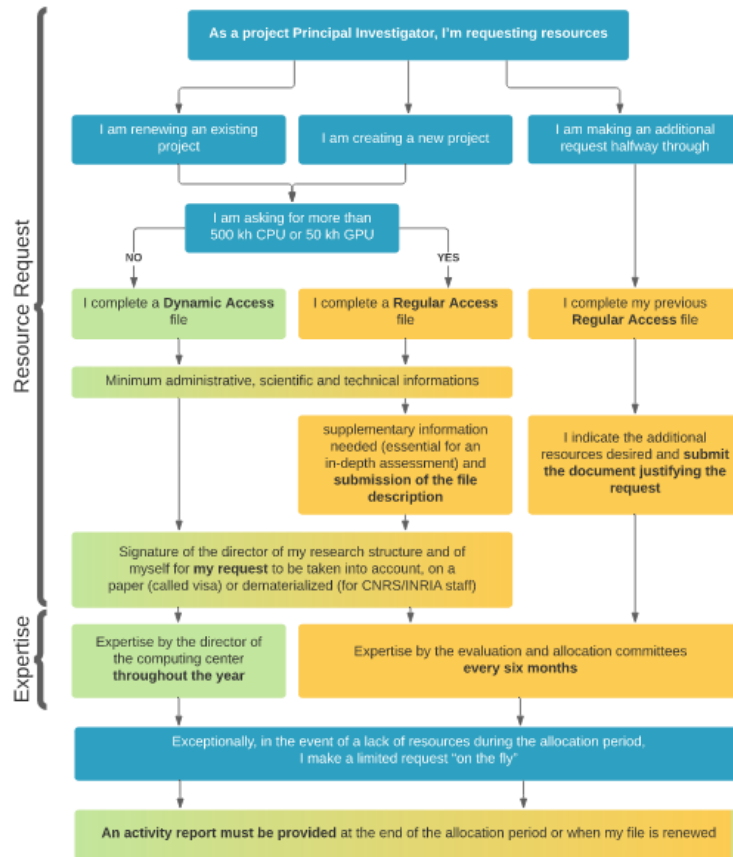 As a project Principal Investigator, I'm requesting resources
I am renewing an existing
project
I am creating a new project
I am making an additional
request halfway through
I am asking for more than
500 kh CPU or 50 kh GPU
NO
YES
Resource Request
I complete a Dynamic Access
file
I complete a Regular Access
file
I complete my previous
Regular Access file
Minimum administrative, scientific and technical informations
supplementary information
needed (essential for an
in-depth assessment) and
submission of the file
description
I indicate the additional
resources desired and submit
the document justifying the
request
Signature of the director of my research structure and of
myself for my request to be taken into account, on a
paper (called visa) or dematerialized (for CNRS/INRIA staff)
Expertise
Expertise by the director of
the computing center
throughout the year
Expertise by the evaluation and allocation committees
every six months
Exceptionally, in the event of a lack of resources during the allocation period,
I make a limited request "on the fly"
An activity report must be provided at the end of the allocation period or when my file is renewed